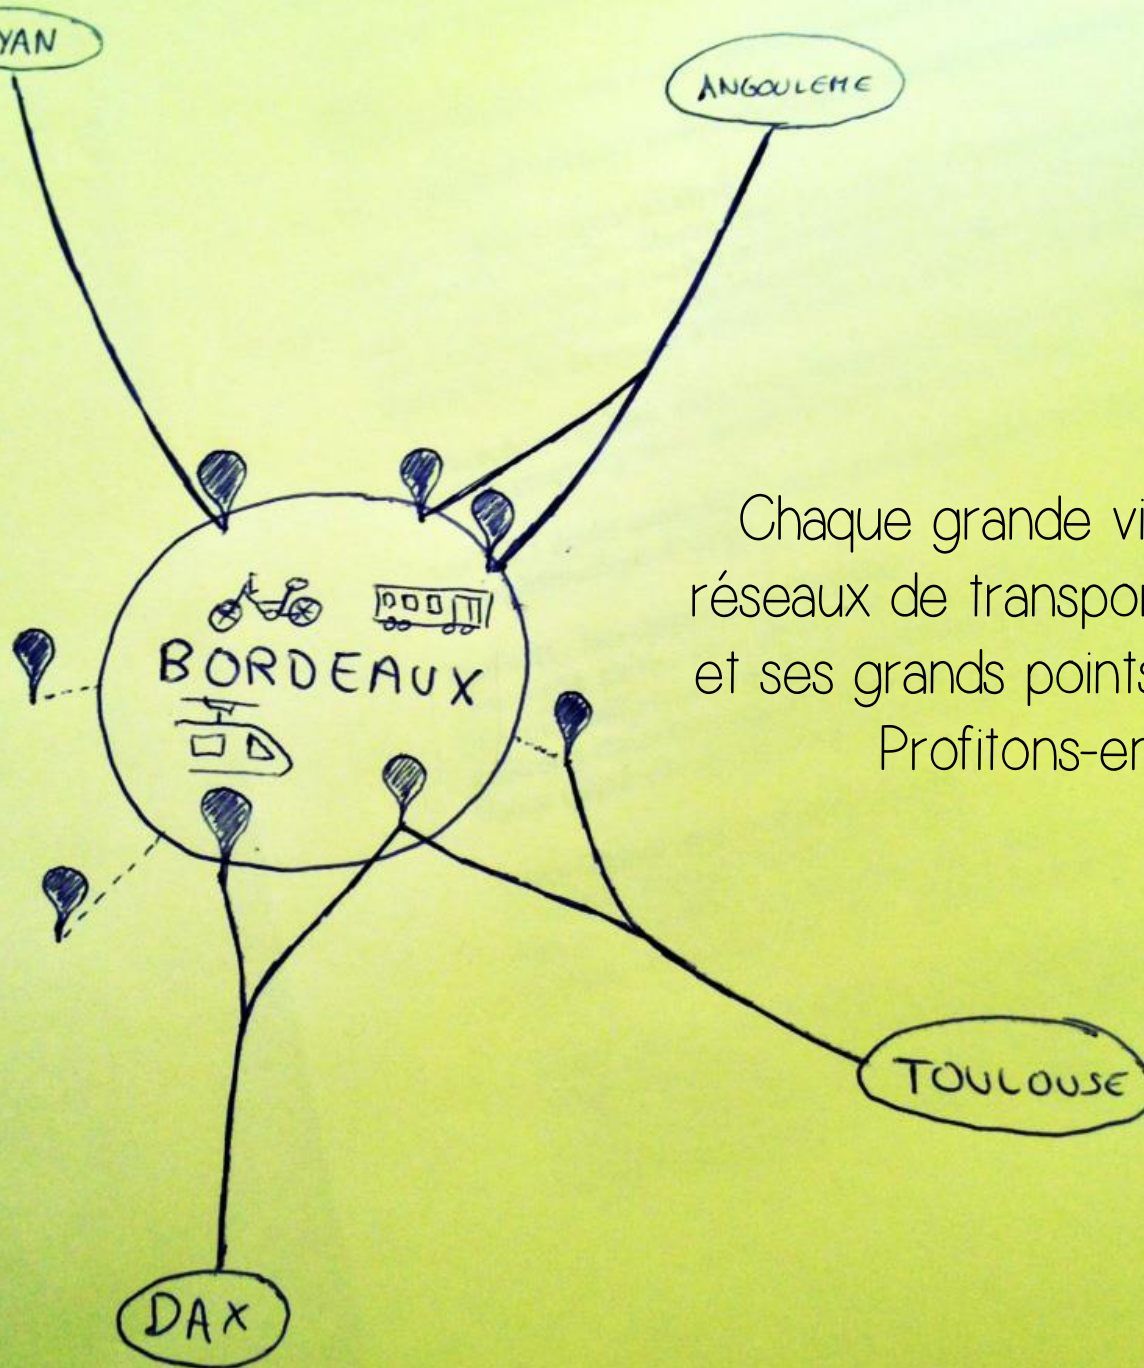 YAN
ANGOULEME
Chaque grande vi
réseaux de transpor
et ses grands points
Profitons-en
BORDEAUX
TOULOUSE
DAX